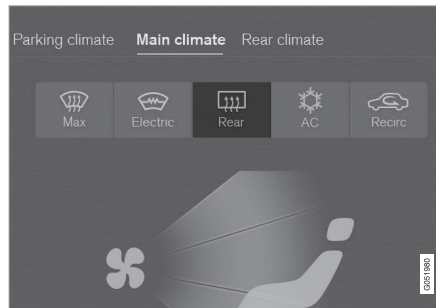 Parking climate Main climate Rear climate
Max Electric Rear AC Recirc
G051980